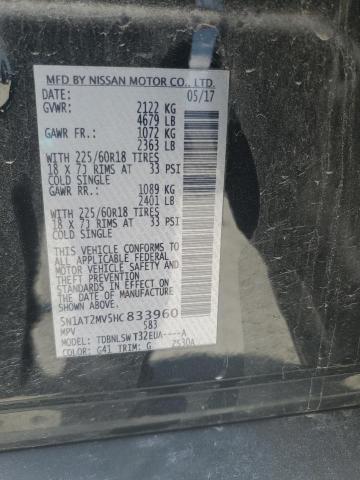 MFD BY NISSAN MOTOR CO., LTD.
DATE: 05/17
GVWR: 2122 KG
4679 LB
GAWR FR: 1072 KG
2363 LB
WITH 225/60R18 TIRES
18 X 7J RIMS AT 33 PSI
COLD SINGLE
GAWR RR: 1089 KG
2401 LB
WITH 225/60R18 TIRES
18 X 7J RIMS AT 33 PSI
COLD SINGLE
THIS VEHICLE CONFORMS TO
ALL APPLICABLE FEDERAL
MOTOR VEHICLE SAFETY
AND THEFT PREVENTION
STANDARDS IN EFFECT ON THE
DATE OF MANUFACTURE SHOWN
ABOVE.
5N1AT2MV5HC 833960
MPV 583
MODEL: TDBNLSW T32EUA----A
COLOR: G41 TRIM: G 2530A